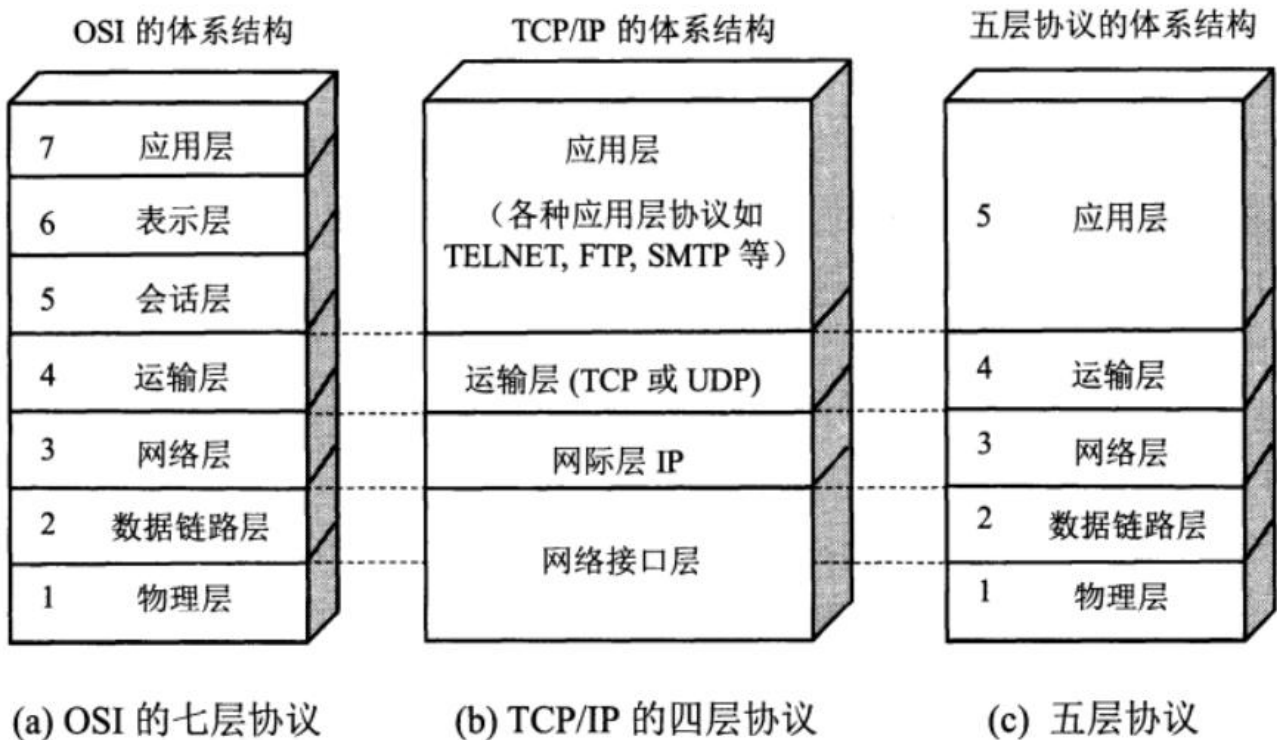 OSI 的体系结构
TCP/IP 的体系结构
五层协议的体系结构
7 应用层
6 表示层
5 会话层
4 运输层
3 网络层
2 数据链路层
1 物理层
应用层
（各种应用层协议如
TELNET, FTP, SMTP 等）
运输层 (TCP 或 UDP)
网际层 IP
网络接口层
5 应用层
4 运输层
3 网络层
2 数据链路层
1 物理层
(a) OSI 的七层协议
(b) TCP/IP 的四层协议
(c) 五层协议